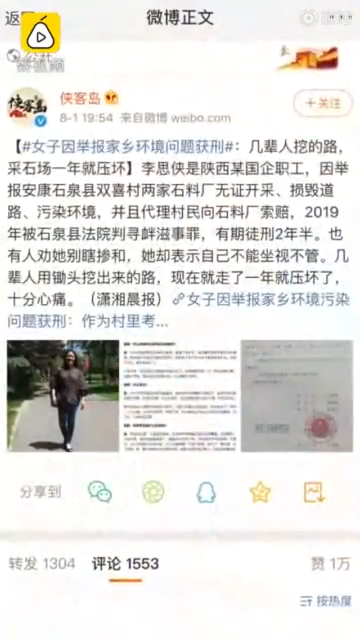 返回
微博正文
侠客岛
+关注
8-1 19:54 来自微博 weibo.com
【#女子因举报家乡环境问题获刑#：几辈人挖的路，
采石场一年就压坏】李思侠是陕西某国企职工，因举
报安康石泉县双喜村两家石料厂无证开采、损毁道
路、污染环境，并且代理村民向石料厂索赔，2019
年被石泉县法院判寻衅滋事罪，有期徒刑2年半。也
有人劝她别瞎掺和，她却表示自己不能坐视不管。几
辈人用锄头挖出来的路，现在就走了一年就压坏了，
十分心痛。（潇湘晨报）女子因举报家乡环境污染
问题获刑：作为村里考...
分享到
转发 1304 评论 1553 赞 1万
按热度